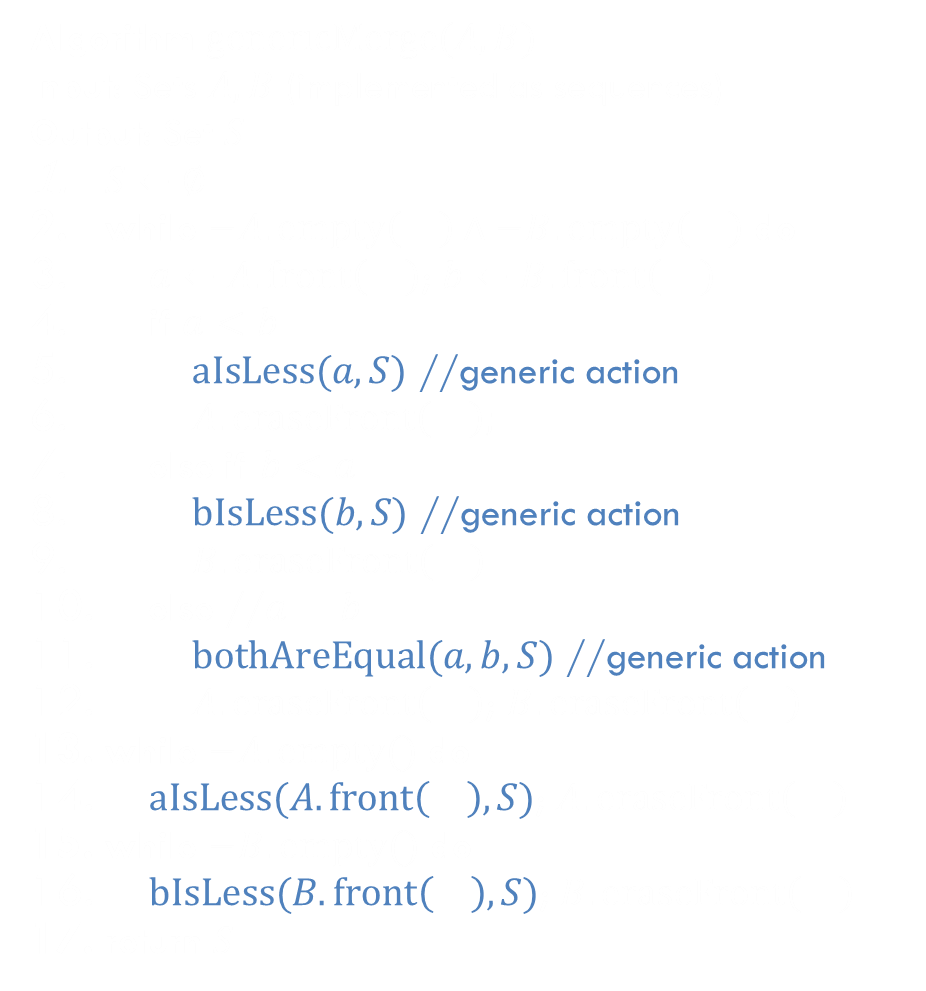 aIsLess(a, S) //generic action
bIsLess(b, S) //generic action
bothAreEqual(a, b, S) //generic action
aIsLess(A. front( ), S)
bIsLess(B. front( ), S)